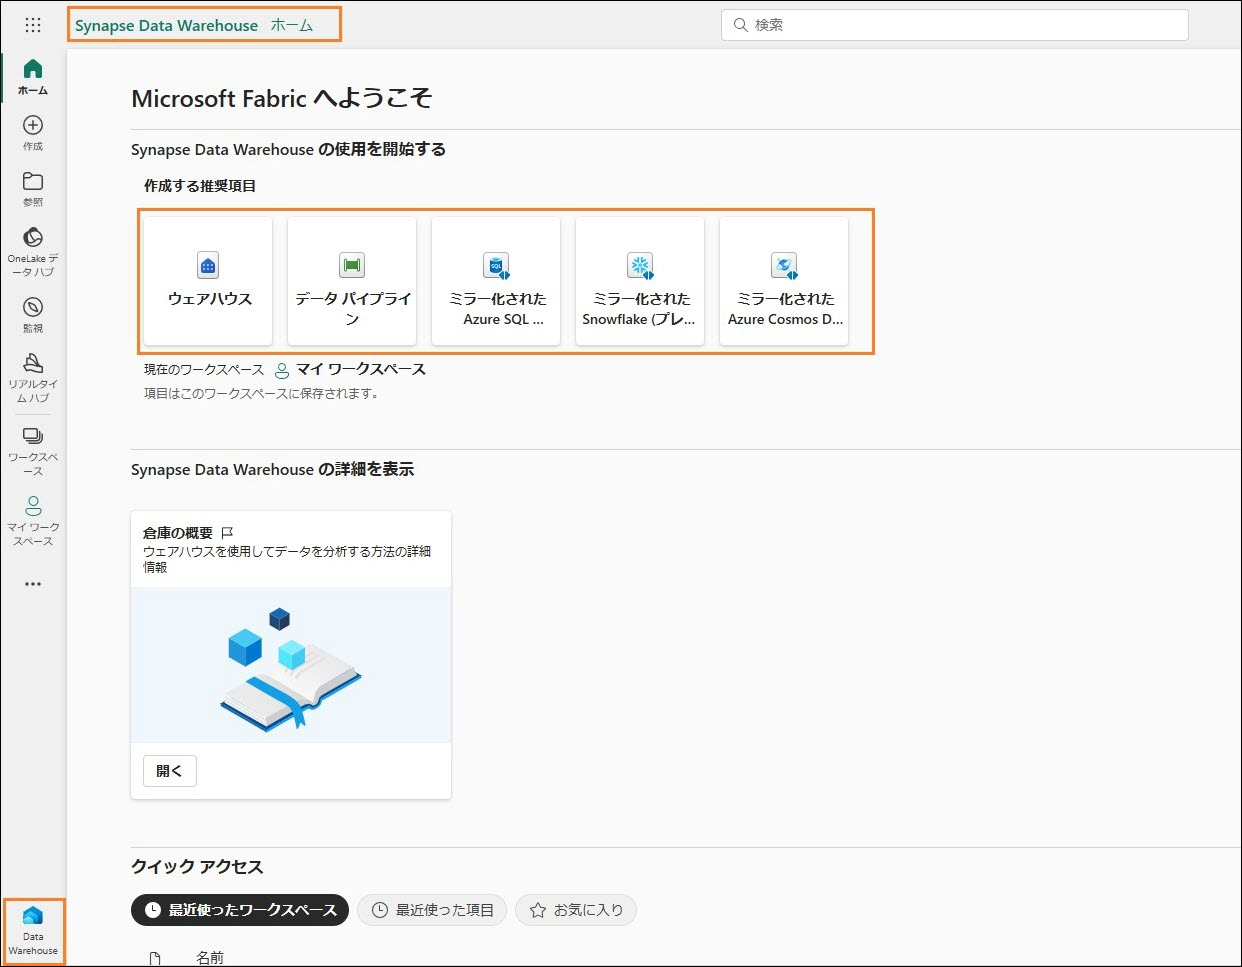 Synapse Data Warehouse ホーム
検索
ホーム
作成
参照
OneLake デ
ータ ハブ
監視
リアルタイ
ム ハブ
ワークスペ
ース
マイ ワーク
スペース
Data
Warehouse
Microsoft Fabric へようこそ
Synapse Data Warehouse の使用を開始する
作成する推奨項目
ウェアハウス
データ パイプライ
ン
ミラー化された
Azure SQL ...
ミラー化された
Snowflake (プレ...
ミラー化された
Azure Cosmos D...
現在のワークスペース マイ ワークスペース
項目はこのワークスペースに保存されます。
Synapse Data Warehouse の詳細を表示
倉庫の概要
ウェアハウスを使用してデータを分析する方法の詳細
情報
開く
クイック アクセス
最近使ったワークスペース 最近使った項目 お気に入り
名前